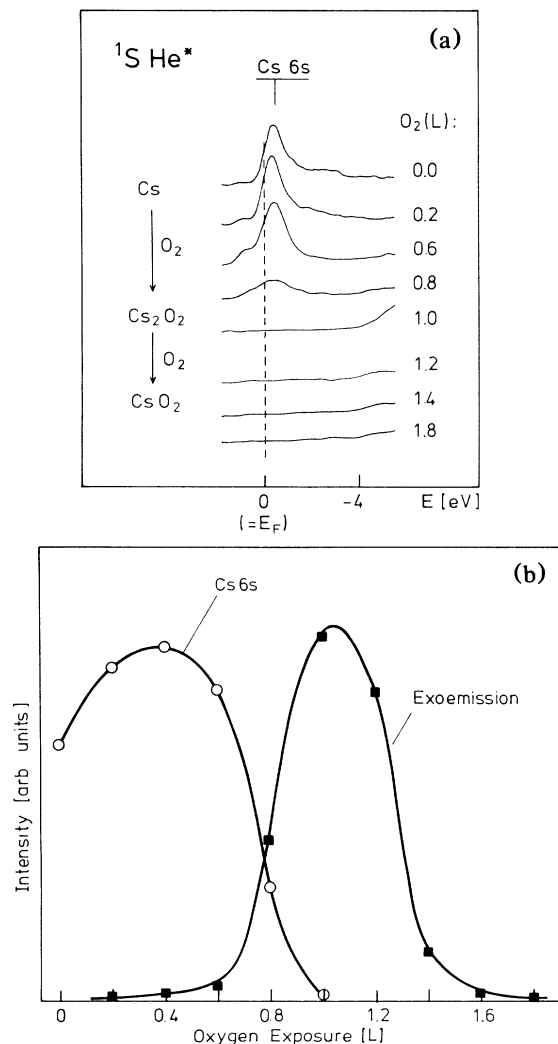 (a)
¹S He*
Cs 6s
O₂(L):
0.0
Cs
0.2
O₂
0.6
0.8
Cs₂O₂
1.0
O₂
1.2
CsO₂
1.4
1.8
0
-4
E [eV]
(=E_F)
(b)
Cs 6s
Exoemission
Intensity [arb units]
0
0.4
0.8
1.2
1.6
Oxygen Exposure [L]